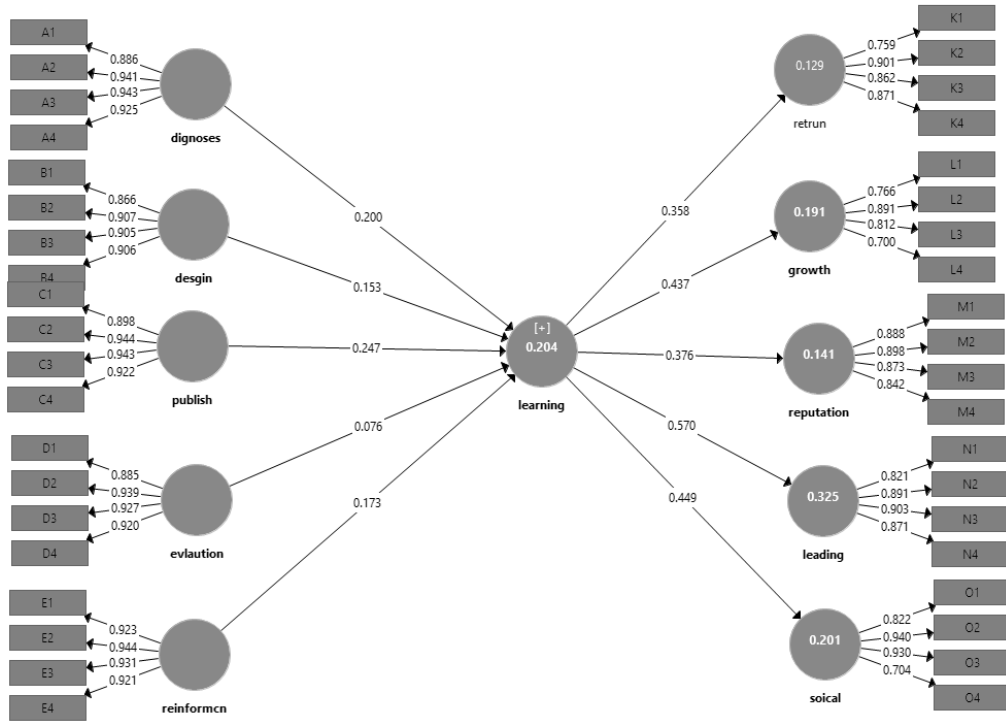 A1
A2
A3
A4
0.886
0.941
0.943
0.925
dignoses
B1
B2
B3
B4
0.866
0.907
0.905
0.906
desgin
C1
C2
C3
C4
0.898
0.944
0.943
0.922
publish
D1
D2
D3
D4
0.885
0.939
0.927
0.920
evlaution
E1
E2
E3
E4
0.923
0.944
0.931
0.921
reinformcn
0.200
0.153
0.247
0.076
0.173
[+]
0.204
learning
0.358
0.437
0.376
0.570
0.449
0.129
retrun
0.759
0.901
0.862
0.871
K1
K2
K3
K4
0.191
growth
0.766
0.891
0.812
0.700
L1
L2
L3
L4
0.141
reputation
0.888
0.898
0.873
0.842
M1
M2
M3
M4
0.325
leading
0.821
0.891
0.903
0.871
N1
N2
N3
N4
0.201
soical
0.822
0.940
0.930
0.704
O1
O2
O3
O4